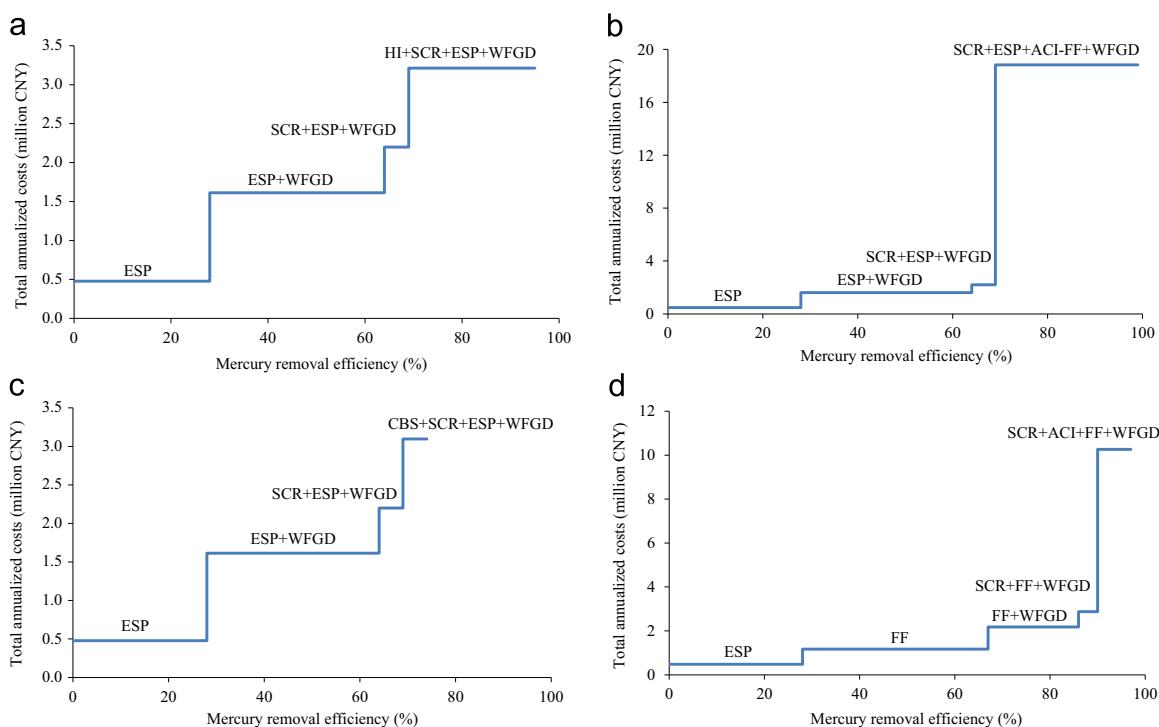 a
Total annualized costs (million CNY)
3.5
3.0
2.5
2.0
1.5
1.0
0.5
0.0
HI+SCR+ESP+WFGD
SCR+ESP+WFGD
ESP+WFGD
ESP
0 20 40 60 80 100
Mercury removal efficiency (%)
b
Total annualized costs (million CNY)
20
16
12
8
4
0
SCR+ESP+ACI-FF+WFGD
SCR+ESP+WFGD
ESP+WFGD
ESP
0 20 40 60 80 100
Mercury removal efficiency (%)
c
Total annualized costs (million CNY)
3.5
3.0
2.5
2.0
1.5
1.0
0.5
0.0
CBS+SCR+ESP+WFGD
SCR+ESP+WFGD
ESP+WFGD
ESP
0 20 40 60 80 100
Mercury removal efficiency (%)
d
Total annualized costs (million CNY)
12
10
8
6
4
2
0
SCR+ACI+FF+WFGD
SCR+FF+WFGD
FF+WFGD
FF
ESP
0 20 40 60 80 100
Mercury removal efficiency (%)